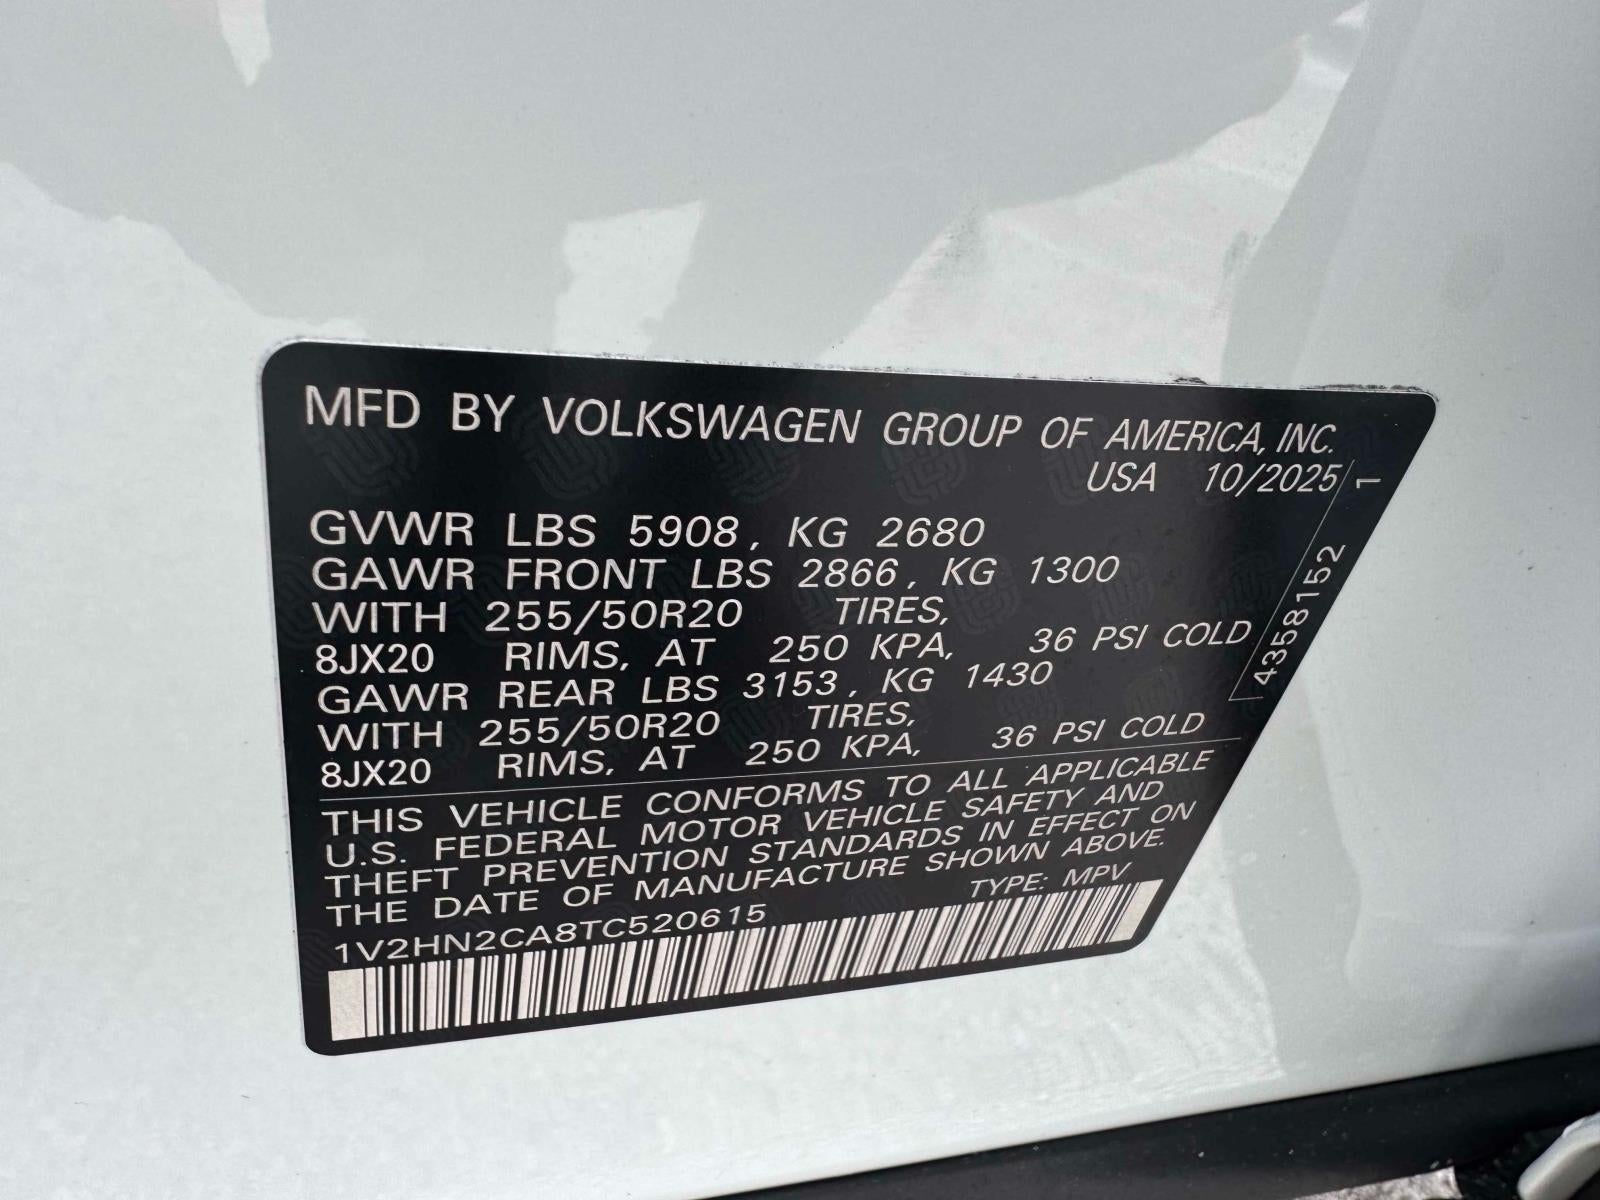 MFD BY VOLKSWAGEN GROUP OF AMERICA, INC.
USA 10/2025
1
GVWR LBS 5908, KG 2680
GAWR FRONT LBS 2866, KG 1300
WITH 255/50R20 TIRES,
8JX20 RIMS, AT 250 KPA, 36 PSI COLD
GAWR REAR LBS 3153, KG 1430
WITH 255/50R20 TIRES,
8JX20 RIMS, AT 250 KPA, 36 PSI COLD
4358152
THIS VEHICLE CONFORMS TO ALL APPLICABLE
U.S. FEDERAL MOTOR VEHICLE SAFETY AND
THEFT PREVENTION STANDARDS IN EFFECT ON
THE DATE OF MANUFACTURE SHOWN ABOVE.
TYPE: MPV
1V2HN2CA8TC520615